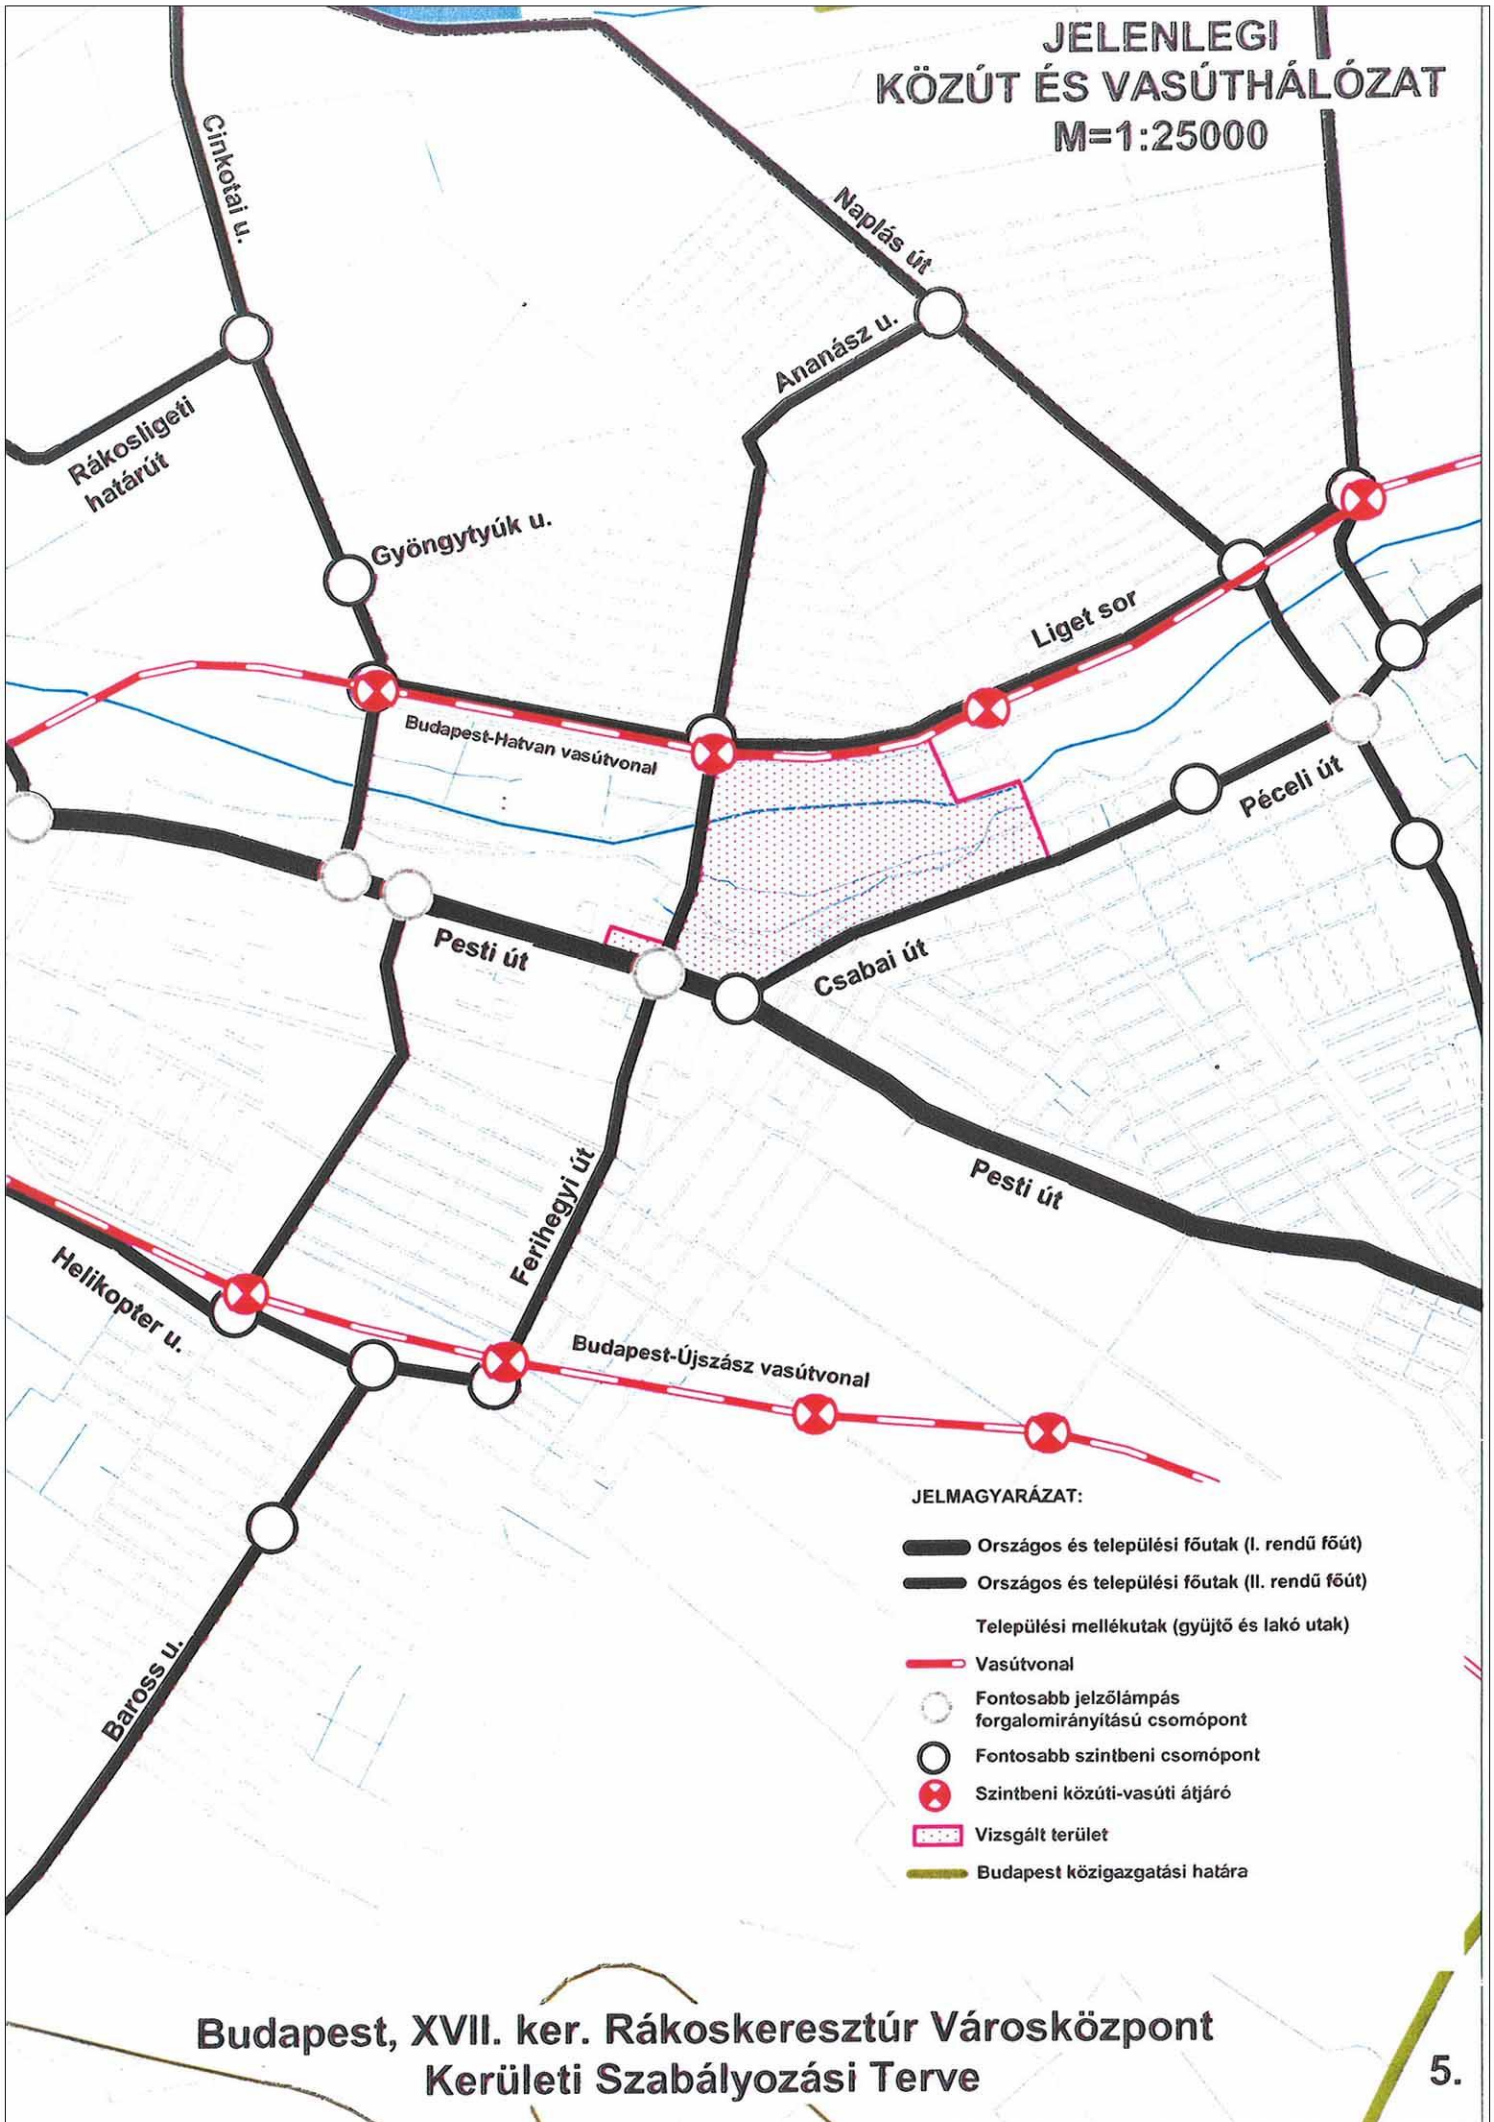 JELENLEGI
KÖZÚT ÉS VASÚTHÁLÓZAT
M=1:25000
Cinkotai u.
Naplás út
Ananász u.
Rákosligeti
határút
Gyöngytyúk u.
Liget sor
Budapest-Hatvan vasútvonal
Péceli út
Pesti út
Csabai út
Pesti út
Ferihegyi út
Helikopter u.
Budapest-Újszász vasútvonal
Baross u.
JELMAGYARÁZAT:
Országos és települési főutak (I. rendű főút)
Országos és települési főutak (II. rendű főút)
Települési mellékutak (gyüjtő és lakó utak)
Vasútvonal
Fontosabb jelzőlámpás
forgalomirányítású csomópont
Fontosabb szintbeni csomópont
Szintbeni közúti-vasúti átjáró
Vizsgált terület
Budapest közigazgatási határa
Budapest, XVII. ker. Rákoskeresztúr Városközpont
Kerületi Szabályozási Terve
5.